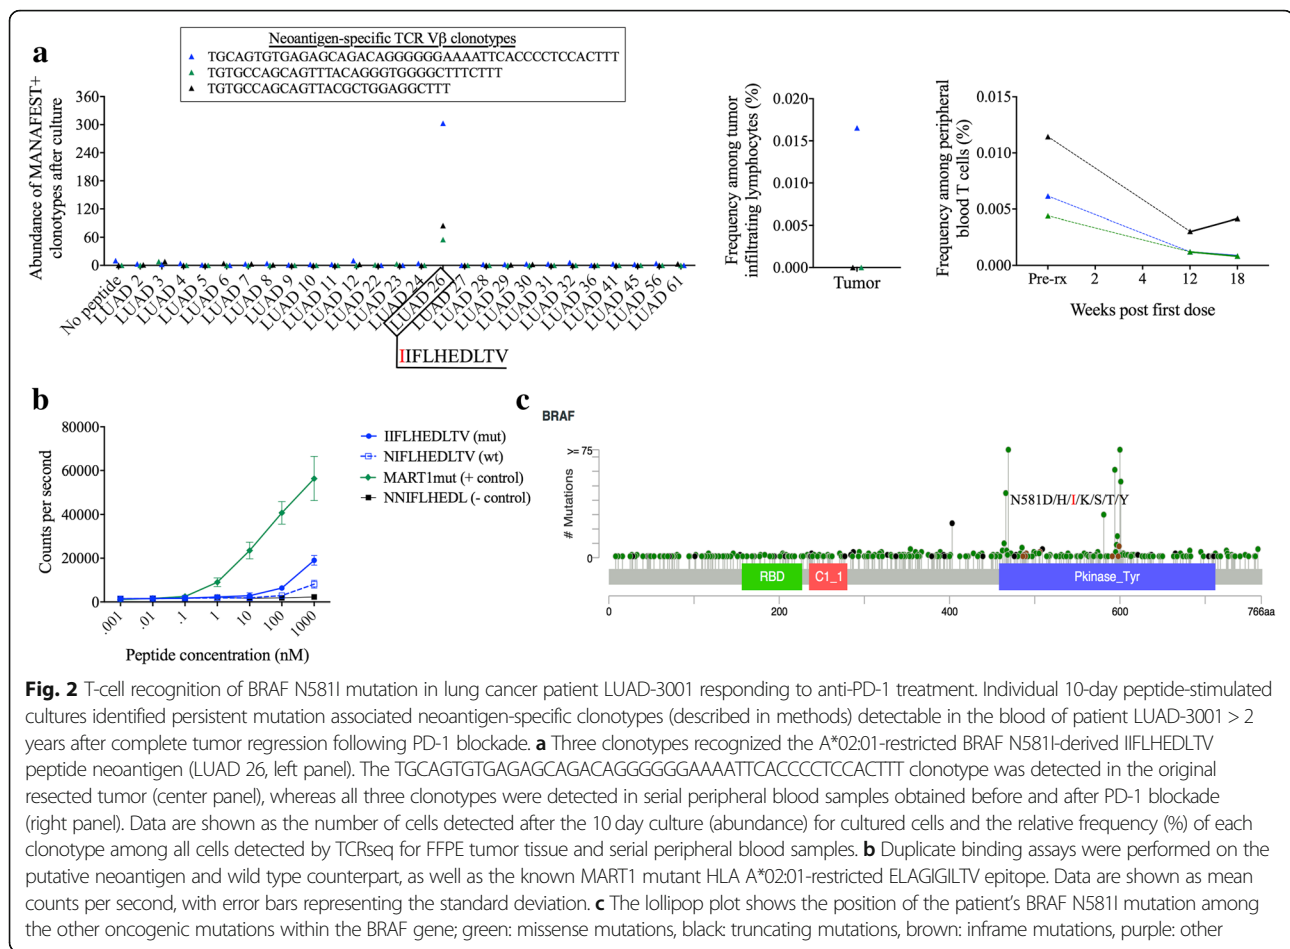 a
Neoantigen-specific TCR Vβ clonotypes
TGCAGTGTGAGAGCAGACAGGGGGGAAAATTCACCCCTCCACTTT
TGTGCCAGCAGTTTACAGGGTGGGGCTTTCTTT
TGTGCCAGCAGTTACGCTGGAGGCTTT
Abundance of MANAFEST+
clonotypes after culture
360
300
240
180
120
60
0
No peptide
LUAD 2
LUAD 3
LUAD 4
LUAD 5
LUAD 6
LUAD 7
LUAD 8
LUAD 9
LUAD 10
LUAD 11
LUAD 12
LUAD 22
LUAD 23
LUAD 24
LUAD 26
LUAD 27
LUAD 28
LUAD 29
LUAD 30
LUAD 31
LUAD 32
LUAD 36
LUAD 41
LUAD 45
LUAD 56
LUAD 61
IIFLHEDLTV
Frequency among tumor
infiltrating lymphocytes (%)
0.020
0.015
0.010
0.005
0.000
Tumor
Frequency among peripheral
blood T cells (%)
0.015
0.010
0.005
0.000
Pre-rx
2
4
12
18
Weeks post first dose
b
Counts per second
80000
60000
40000
20000
0
.001
.01
.1
1
10
100
1000
Peptide concentration (nM)
IIFLHEDLTV (mut)
NIFLHEDLTV (wt)
MART1mut (+ control)
NNIFLHEDL (- control)
c
BRAF
# Mutations
γ= 75
0
N581D/H/I/K/S/T/Y
RBD
C1_1
Pkinase_Tyr
0
200
400
600
766aa
Fig. 2 T-cell recognition of BRAF N581I mutation in lung cancer patient LUAD-3001 responding to anti-PD-1 treatment. Individual 10-day peptide-stimulated
cultures identified persistent mutation associated neoantigen-specific clonotypes (described in methods) detectable in the blood of patient LUAD-3001 > 2
years after complete tumor regression following PD-1 blockade. a Three clonotypes recognized the A*02:01-restricted BRAF N581I-derived IIFLHEDLTV
peptide neoantigen (LUAD 26, left panel). The TGCAGTGTGAGAGCAGACAGGGGGGAAAATTCACCCCTCCACTTT clonotype was detected in the original
resected tumor (center panel), whereas all three clonotypes were detected in serial peripheral blood samples obtained before and after PD-1 blockade
(right panel). Data are shown as the number of cells detected after the 10 day culture (abundance) for cultured cells and the relative frequency (%) of each
clonotype among all cells detected by TCRseq for FFPE tumor tissue and serial peripheral blood samples. b Duplicate binding assays were performed on the
putative neoantigen and wild type counterpart, as well as the known MART1 mutant HLA A*02:01-restricted ELAGIGILTV epitope. Data are shown as mean
counts per second, with error bars representing the standard deviation. c The lollipop plot shows the position of the patient's BRAF N581I mutation among
the other oncogenic mutations within the BRAF gene; green: missense mutations, black: truncating mutations, brown: inframe mutations, purple: other